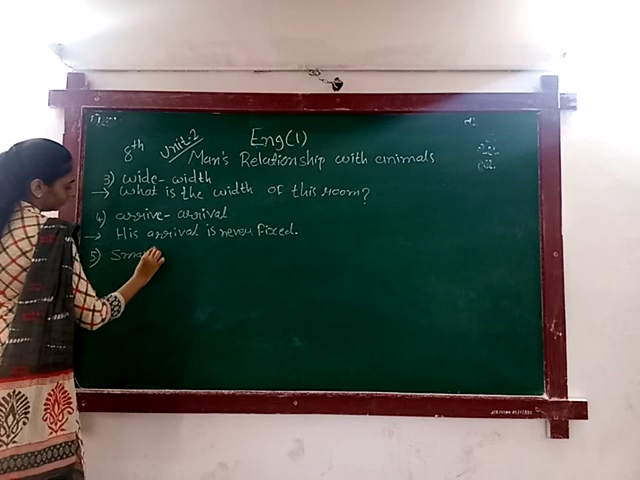 8th Unit-2 Eng(1)
Man's Relationship with animals
3) wide - width
→ What is the width of this room?
4) arrive - arrival
→ His arrival is never fixed.
5) Sma